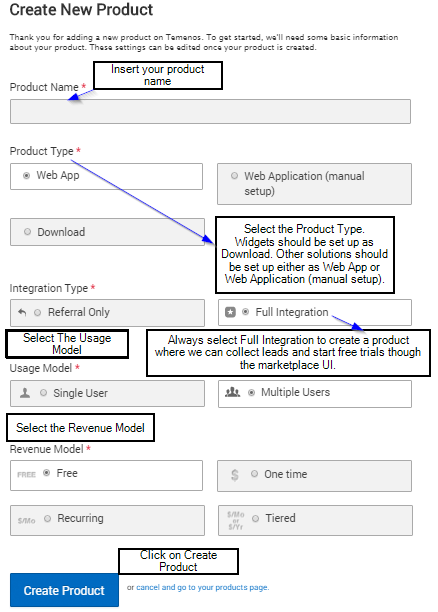 Create New Product
Thank you for adding a new product on Temenos. To get started, we'll need some basic information
about your product. These settings can be edited once your product is created.
Insert your product
name
Product Name *
Product Type *
Web App
Web Application (manual
setup)
Download
Select the Product Type.
Widgets should be set up as
Download. Other solutions should
be set up either as Web App or
Web Application (manual setup).
Integration Type *
Referral Only
Full Integration
Select The Usage
Model
Always select Full Integration to create a product
where we can collect leads and start free trials though
the marketplace UI.
Usage Model *
Single User
Multiple Users
Select the Revenue Model
Revenue Model *
FREE Free
$ One time
$/Mo Recurring
$/Mo
or
$/Yr
Tiered
Click on Create
Product
Create Product
or cancel and go to your products page.